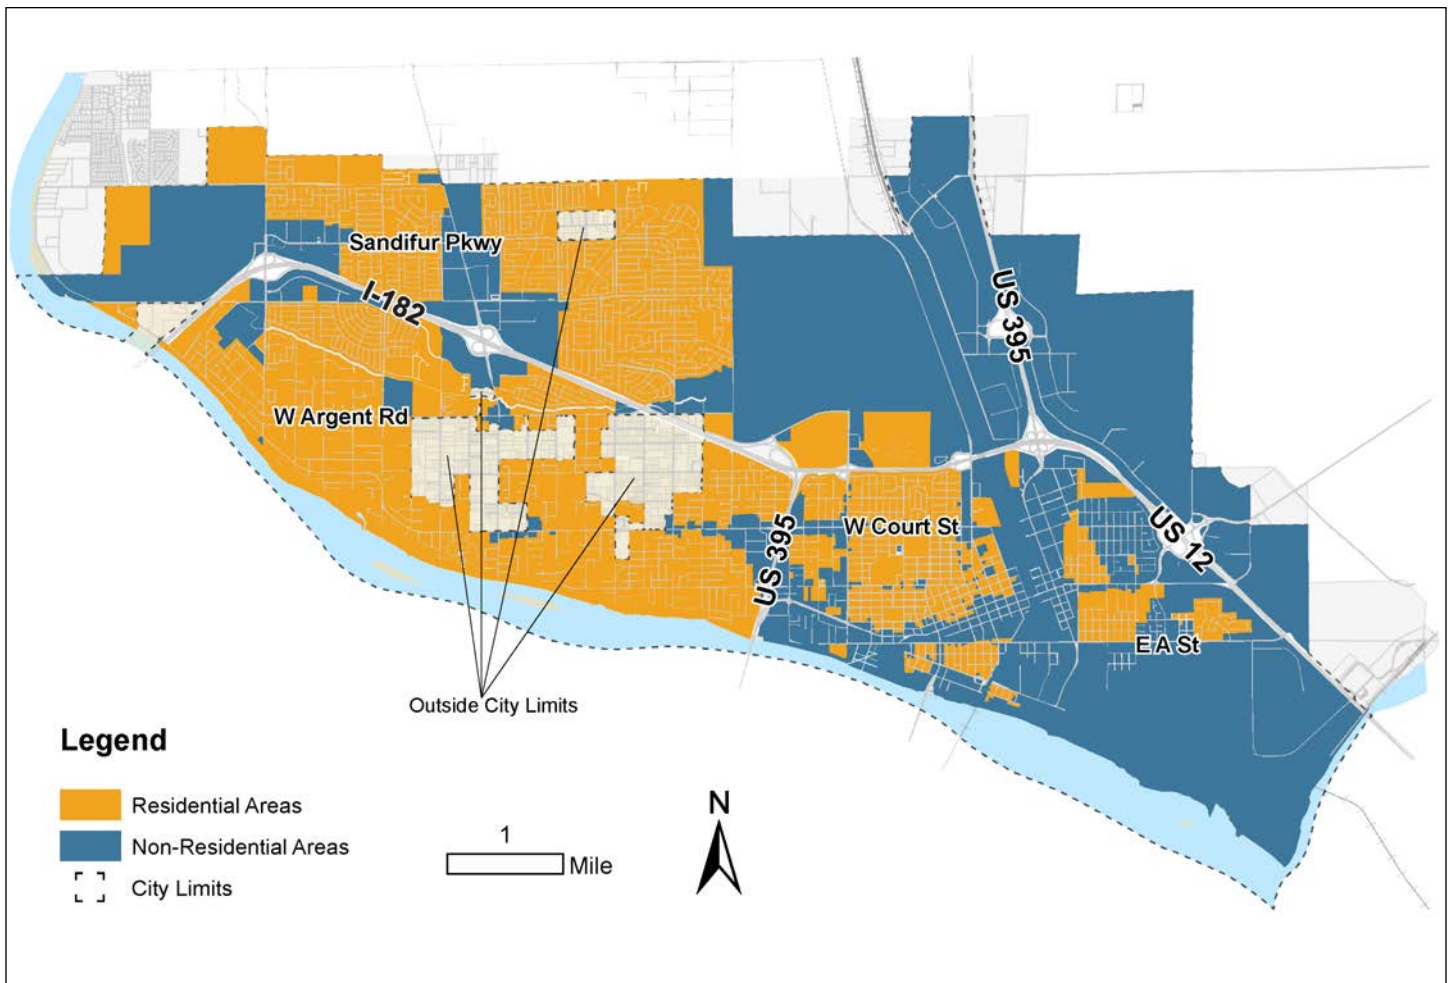 Sandifur Pkwy
I-182
US 395
W Argent Rd
W Court St
US 395
US 12
E A St
Outside City Limits
Legend
Residential Areas
Non-Residential Areas
City Limits
1
Mile
N